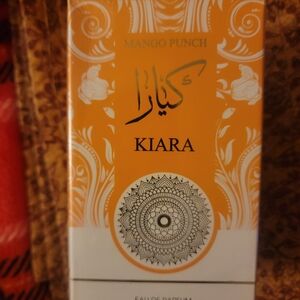 MANGO PUNCH
كيارا
KIARA
EAU DE PARFUM